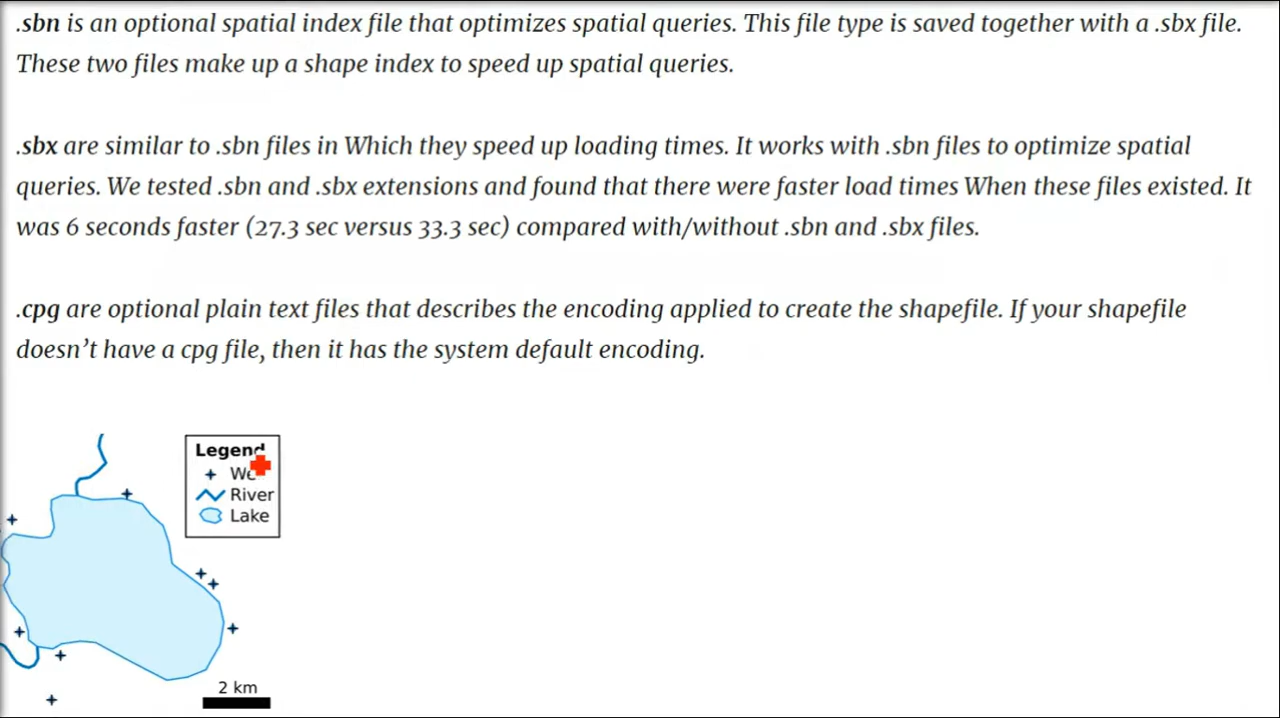 .sbn is an optional spatial index file that optimizes spatial queries. This file type is saved together with a .sbx file.
These two files make up a shape index to speed up spatial queries.
.sbx are similar to .sbn files in Which they speed up loading times. It works with .sbn files to optimize spatial
queries. We tested .sbn and .sbx extensions and found that there were faster load times When these files existed. It
was 6 seconds faster (27.3 sec versus 33.3 sec) compared with/without .sbn and .sbx files.
.cpg are optional plain text files that describes the encoding applied to create the shapefile. If your shapefile
doesn't have a cpg file, then it has the system default encoding.
Legend
River
Lake
2 km